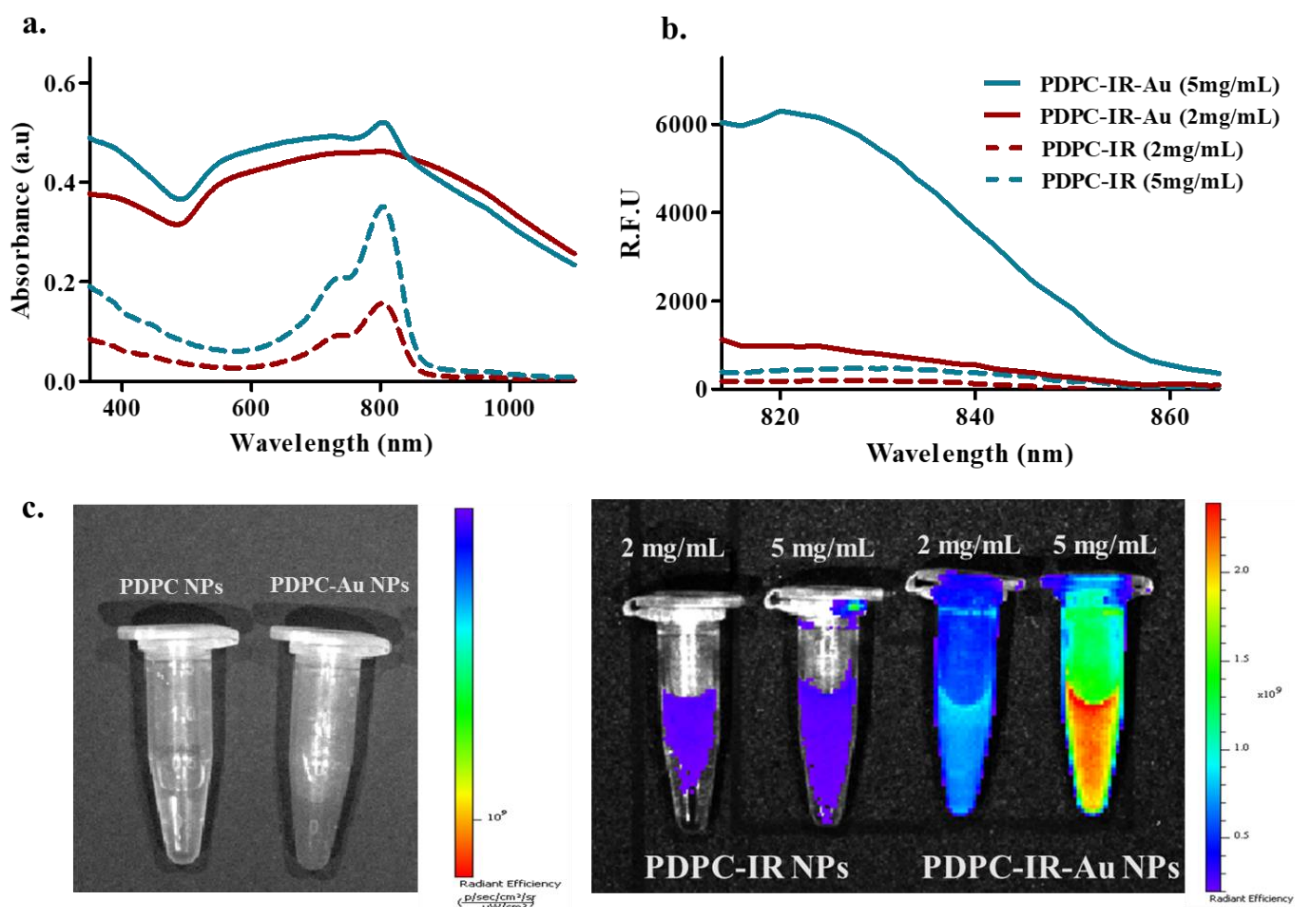 a.
0.6
0.4
0.2
0.0
Absorbance (a.u)
400 600 800 1000
Wavelength (nm)
b.
6000
4000
2000
0
R.F.U
820 840 860
Wavelength (nm)
PDPC-IR-Au (5mg/mL)
PDPC-IR-Au (2mg/mL)
PDPC-IR (2mg/mL)
PDPC-IR (5mg/mL)
c.
PDPC NPs PDPC-Au NPs
10⁹
Radiant Efficiency
2 mg/mL 5 mg/mL 2 mg/mL 5 mg/mL
PDPC-IR NPs PDPC-IR-Au NPs
2.0
1.5
x10⁹
1.0
0.5
Radiant Efficiency